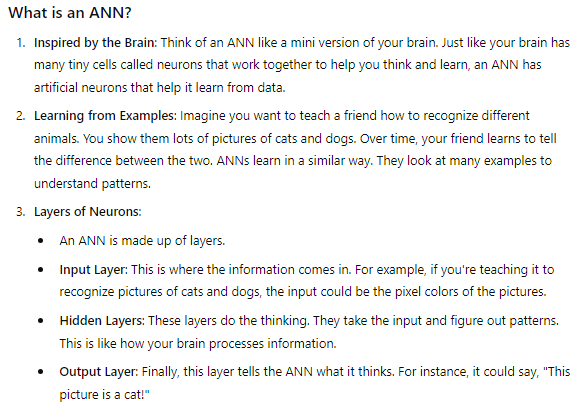 What is an ANN?
1. Inspired by the Brain: Think of an ANN like a mini version of your brain. Just like your brain has
many tiny cells called neurons that work together to help you think and learn, an ANN has
artificial neurons that help it learn from data.
2. Learning from Examples: Imagine you want to teach a friend how to recognize different
animals. You show them lots of pictures of cats and dogs. Over time, your friend learns to tell
the difference between the two. ANNs learn in a similar way. They look at many examples to
understand patterns.
3. Layers of Neurons:
• An ANN is made up of layers.
• Input Layer: This is where the information comes in. For example, if you're teaching it to
recognize pictures of cats and dogs, the input could be the pixel colors of the pictures.
• Hidden Layers: These layers do the thinking. They take the input and figure out patterns.
This is like how your brain processes information.
• Output Layer: Finally, this layer tells the ANN what it thinks. For instance, it could say, "This
picture is a cat!"